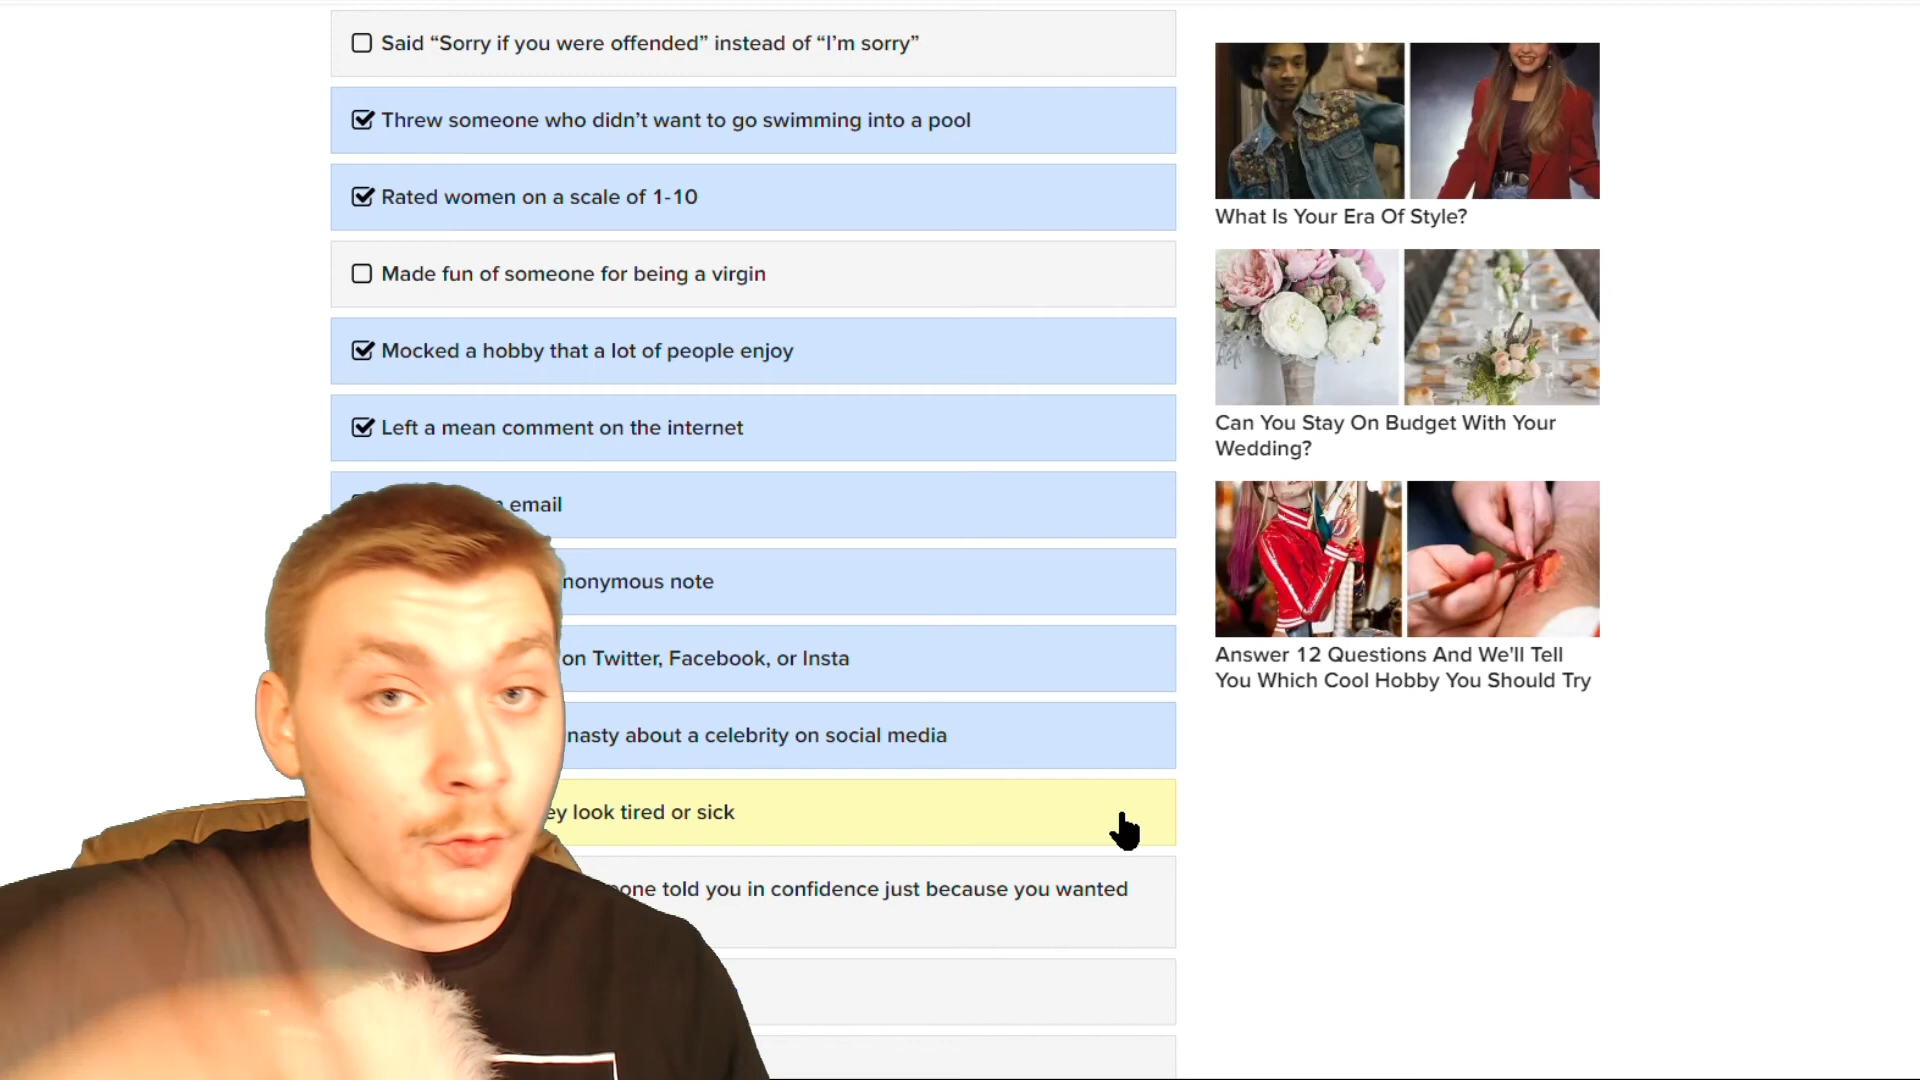 Said “Sorry if you were offended” instead of “I’m sorry”
Threw someone who didn’t want to go swimming into a pool
Rated women on a scale of 1-10
Made fun of someone for being a virgin
Mocked a hobby that a lot of people enjoy
Left a mean comment on the internet
email
nonymous note
on Twitter, Facebook, or Insta
nasty about a celebrity on social media
ey look tired or sick
one told you in confidence just because you wanted
What Is Your Era Of Style?
Can You Stay On Budget With Your
Wedding?
Answer 12 Questions And We'll Tell
You Which Cool Hobby You Should Try